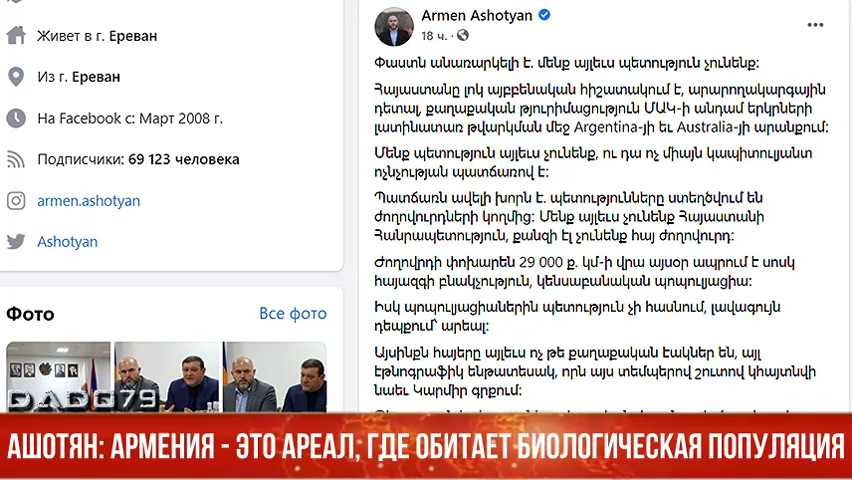 Живет в г. Ереван
Из г. Ереван
На Facebook с: Март 2008 г.
Подписчики: 69 123 человека
armen.ashotyan
Ashotyan
Фото
Все фото
DADO79
Armen Ashotyan
18 ч. ·
Փաստն անառարկելի է. մենք այլեւս պետություն չունենք։
Հայաստանը լոկ այբբենական հիշատակում է, արարողակարգային
դետալ, քաղաքական թյուրիմացություն ՄԱԿ-ի անդամ երկրների
լատինատառ թվարկման մեջ Argentina-յի եւ Australia-յի արանքում։
Մենք պետություն այլեւս չունենք, ու դա ոչ միայն կապիտուլյանտ
ոչնչության պատճառով է։
Պատճառն ավելի խորն է. պետությունները ստեղծվում են
ժողովուրդների կողմից։ Մենք այլեւս չունենք Հայաստանի
Հանրապետություն, քանզի էլ չունենք հայ ժողովուրդ։
Ժողովրդի փոխարեն 29 000 ք. կմ-ի վրա այսօր ապրում է սոսկ
հայազգի բնակչություն, կենսաբանական պոպուլյացիա։
Իսկ պոպուլյացիաներին պետություն չի հասնում, լավագույն
դեպքում՝ արեալ։
Այսինքն հայերը այլեւս ոչ թե քաղաքական էակներ են, այլ
էթնոգրաֆիկ ենթատեսակ, որն այս տեմպերով շուտով կհայտնվի
նաեւ Կարմիր գրքում։
АШОТЯН: АРМЕНИЯ - ЭТО АРЕАЛ, ГДЕ ОБИТАЕТ БИОЛОГИЧЕСКАЯ ПОПУЛЯЦИЯ